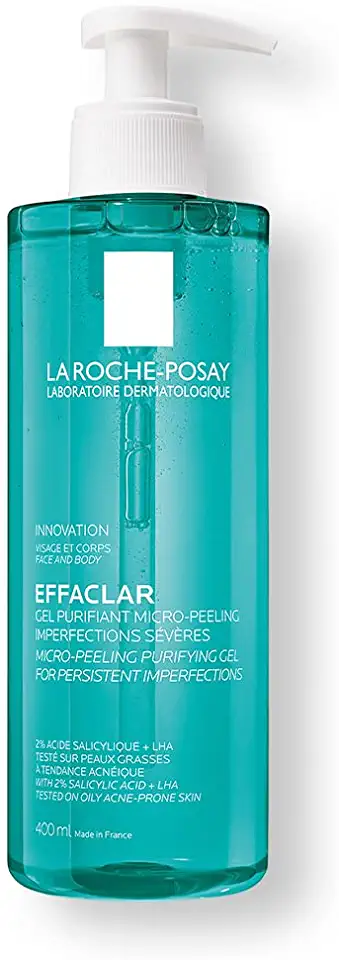 LA ROCHE-POSAY
LABORATOIRE DERMATOLOGIQUE
INNOVATION
VISAGE ET CORPS
FACE AND BODY
EFFACLAR
GEL PURIFIANT MICRO-PEELING
IMPERFECTIONS SÉVÈRES
MICRO-PEELING PURIFYING GEL
FOR PERSISTENT IMPERFECTIONS
2% ACIDE SALICYLIQUE + LHA
TESTÉ SUR PEAUX GRASSES
À TENDANCE ACNÉIQUE
WITH 2% SALICYLIC ACID + LHA
TESTED ON OILY ACNE-PRONE SKIN
400 ml Made in France